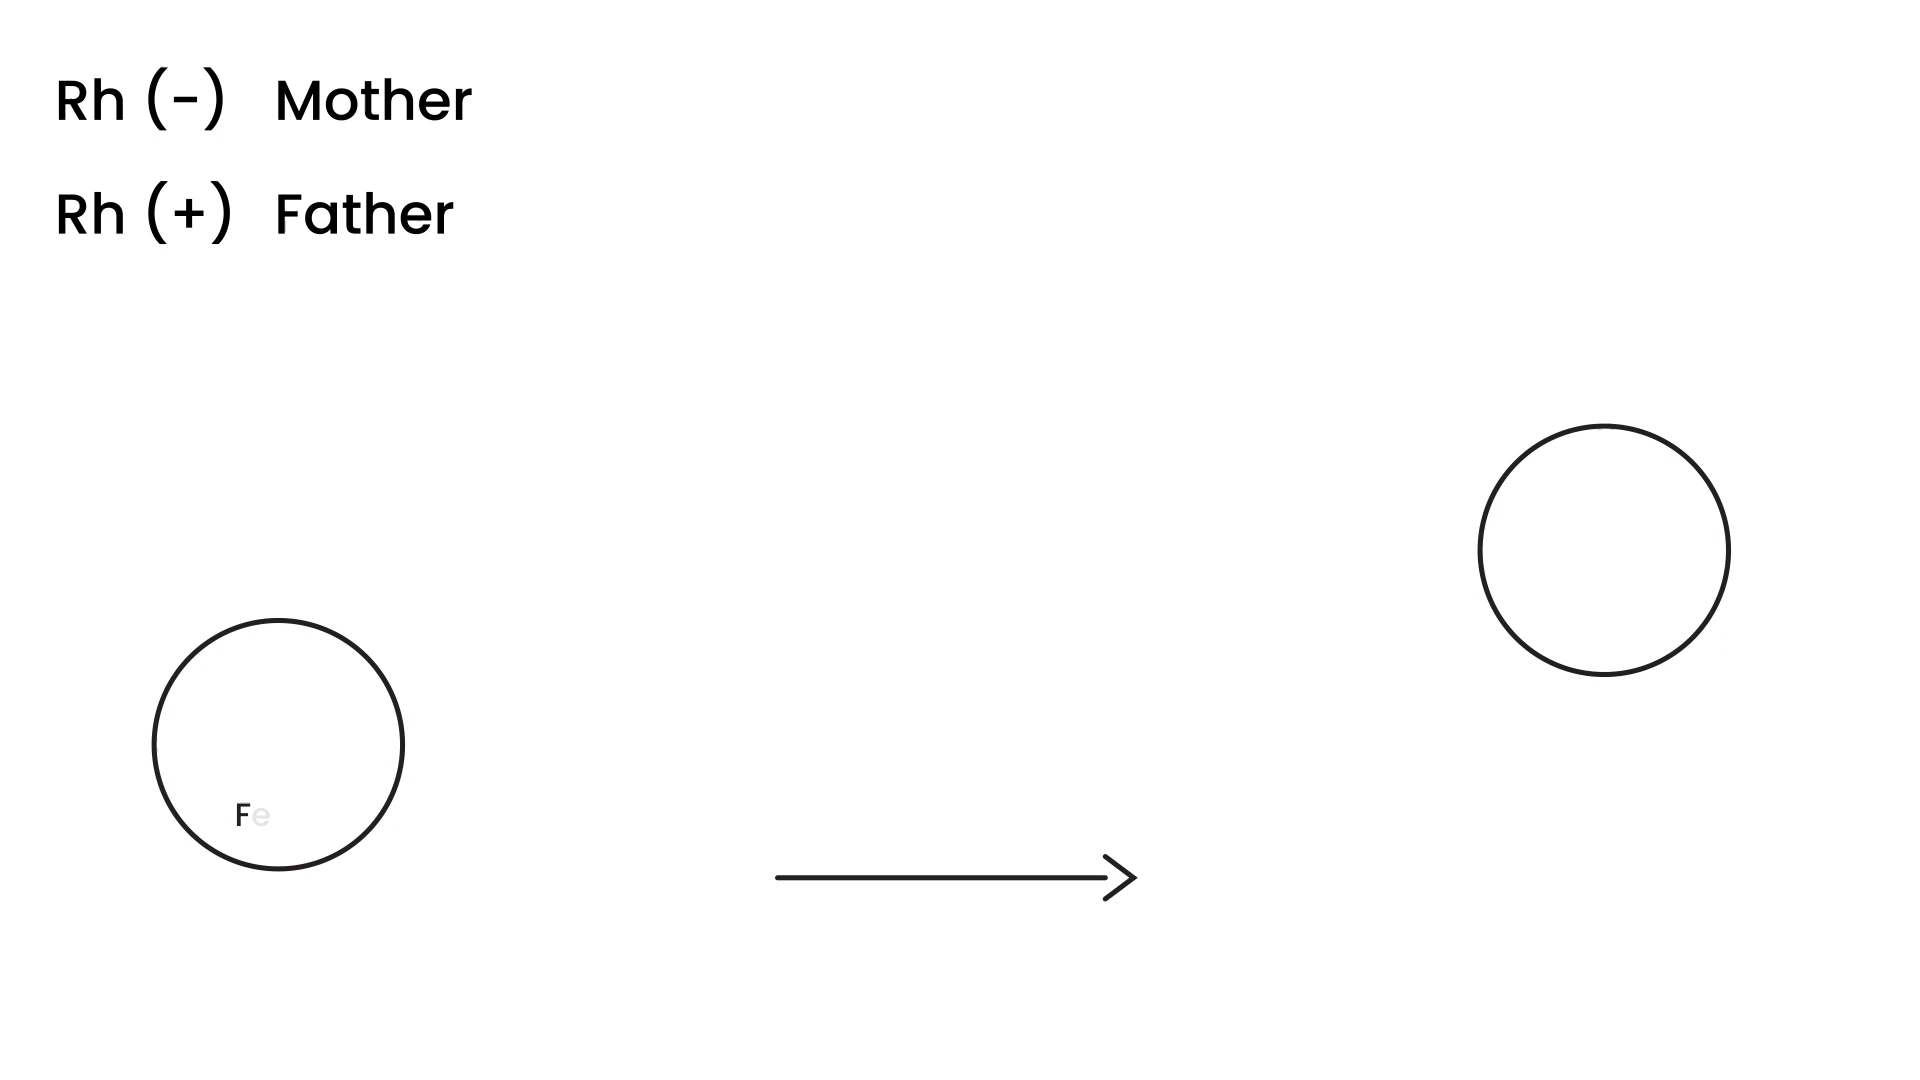 Rh (-) Mother
Rh (+) Father
Fe